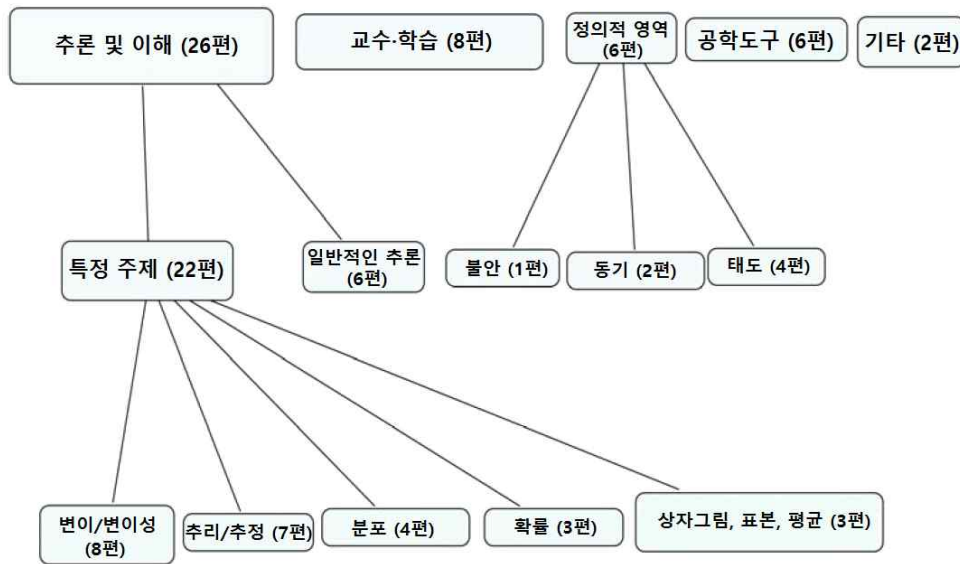 추론 및 이해 (26편)
교수·학습 (8편)
정의적 영역
(6편)
공학도구 (6편)
기타 (2편)
특정 주제 (22편)
일반적인 추론
(6편)
불안 (1편)
동기 (2편)
태도 (4편)
변이/변이성
(8편)
추리/추정 (7편)
분포 (4편)
확률 (3편)
상자그림, 표본, 평균 (3편)